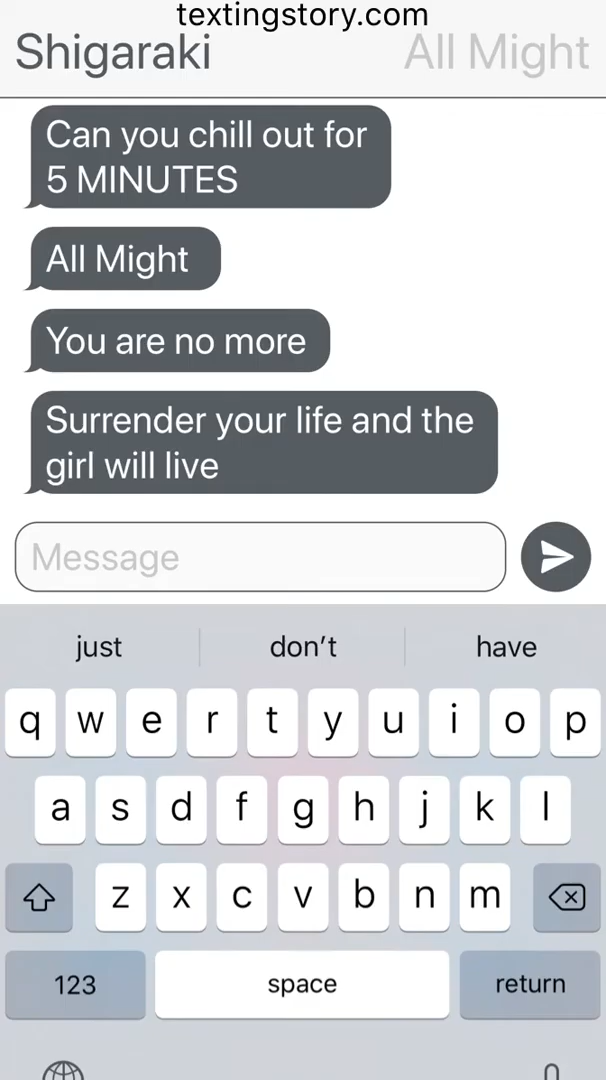 textingstory.com
Shigaraki All Might
Can you chill out for
5 MINUTES
All Might
You are no more
Surrender your life and the
girl will live
Message
just don’t have
q w e r t y u i o p
a s d f g h j k l
z x c v b n m
123 space return